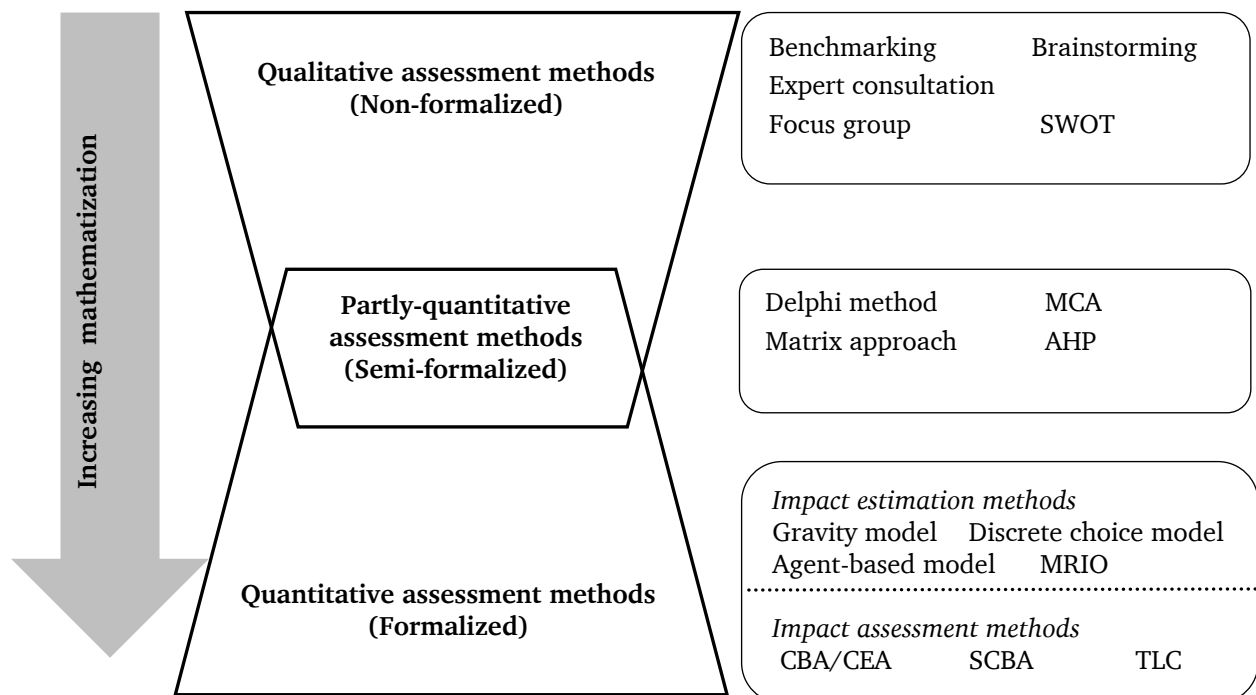 Increasing mathematization
Qualitative assessment methods
(Non-formalized)
Benchmarking Brainstorming
Expert consultation
Focus group SWOT
Partly-quantitative
assessment methods
(Semi-formalized)
Delphi method MCA
Matrix approach AHP
Quantitative assessment methods
(Formalized)
Impact estimation methods
Gravity model Discrete choice model
Agent-based model MRIO
Impact assessment methods
CBA/CEA SCBA TLC